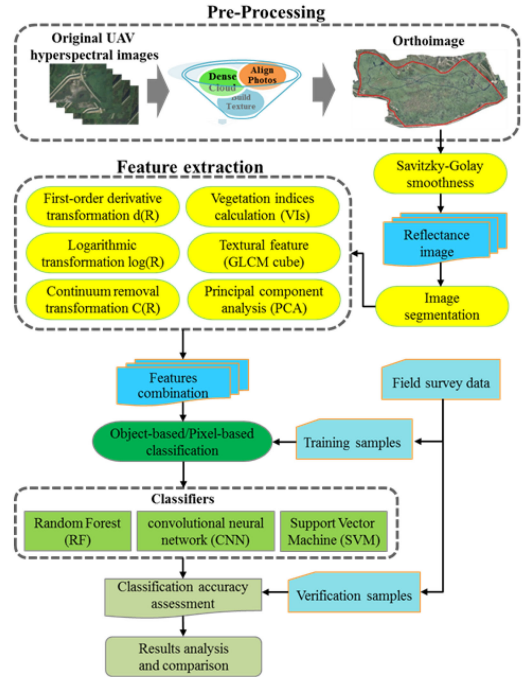 Pre-Processing
Original UAV
hyperspectral images
Dense
Cloud
Align
Photos
Build
Texture
Orthoimage
Savitzky-Golay
smoothness
Reflectance
image
Image
segmentation
Feature extraction
First-order derivative
transformation d(R)
Vegetation indices
calculation (VIs)
Logarithmic
transformation log(R)
Textural feature
(GLCM cube)
Continuum removal
transformation C(R)
Principal component
analysis (PCA)
Features
combination
Field survey data
Object-based/Pixel-based
classification
Training samples
Classifiers
Random Forest
(RF)
convolutional neural
network (CNN)
Support Vector
Machine (SVM)
Classification accuracy
assessment
Verification samples
Results analysis
and comparison